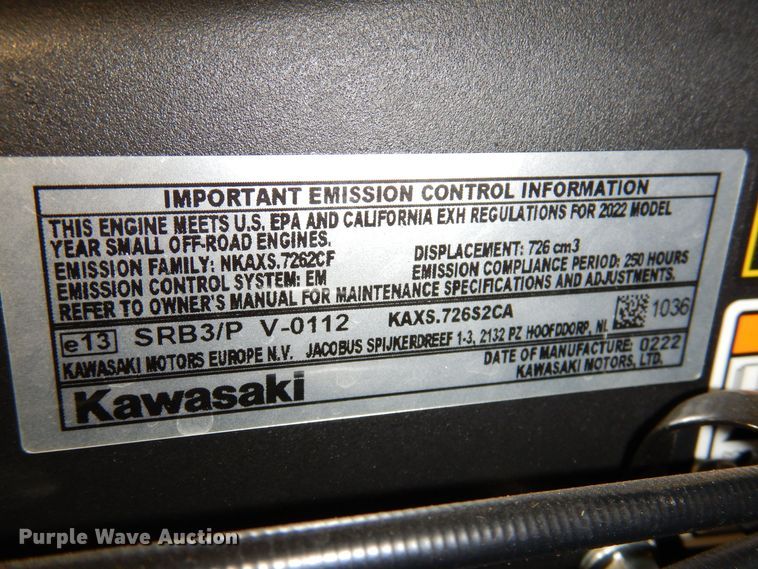 IMPORTANT EMISSION CONTROL INFORMATION
THIS ENGINE MEETS U.S. EPA AND CALIFORNIA EXH REGULATIONS FOR 2022 MODEL
YEAR SMALL OFF-ROAD ENGINES.
EMISSION FAMILY: NKAXS.7262CF DISPLACEMENT: 726 cm3
EMISSION CONTROL SYSTEM: EM EMISSION COMPLIANCE PERIOD: 250 HOURS
REFER TO OWNER'S MANUAL FOR MAINTENANCE SPECIFICATIONS AND ADJUSTMENTS.
e13 SRB3/P V-0112 KAXS.726S2CA 1036
KAWASAKI MOTORS EUROPE N.V. JACOBUS SPIJKERDREEF 1-3, 2132 PZ HOOFDDORP, NL
DATE OF MANUFACTURE: 0222
Kawasaki KAWASAKI MOTORS, LTD.
Purple Wave Auction